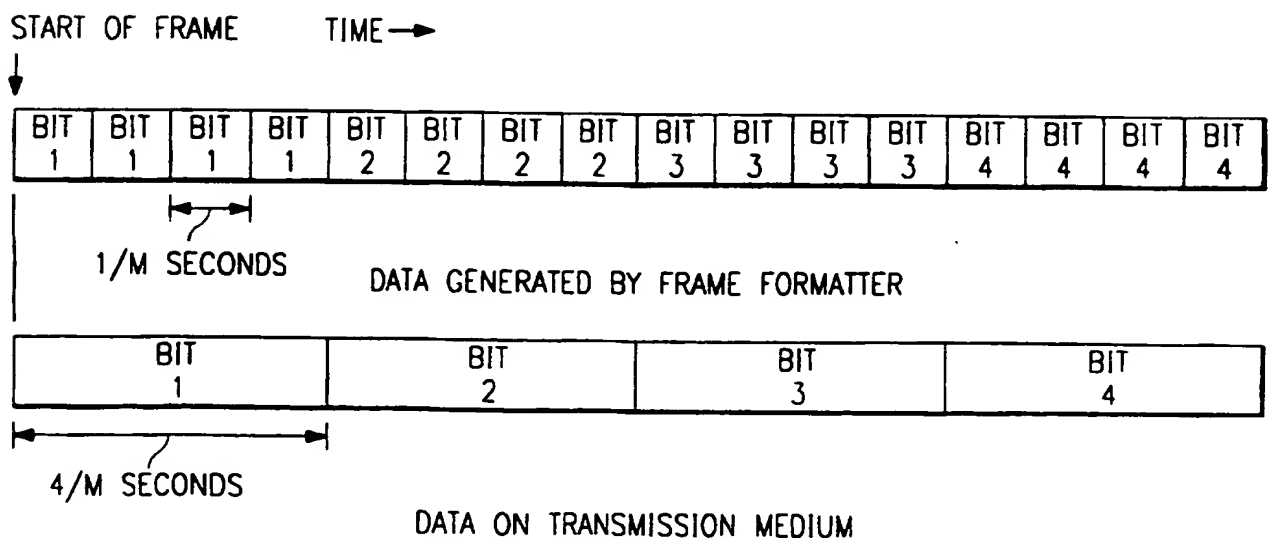 START OF FRAME TIME
BIT BIT BIT BIT BIT BIT BIT BIT BIT BIT BIT BIT BIT BIT BIT BIT
1 1 1 1 2 2 2 2 3 3 3 3 4 4 4 4
1/M SECONDS
DATA GENERATED BY FRAME FORMATTER
BIT BIT BIT BIT
1 2 3 4
4/M SECONDS
DATA ON TRANSMISSION MEDIUM